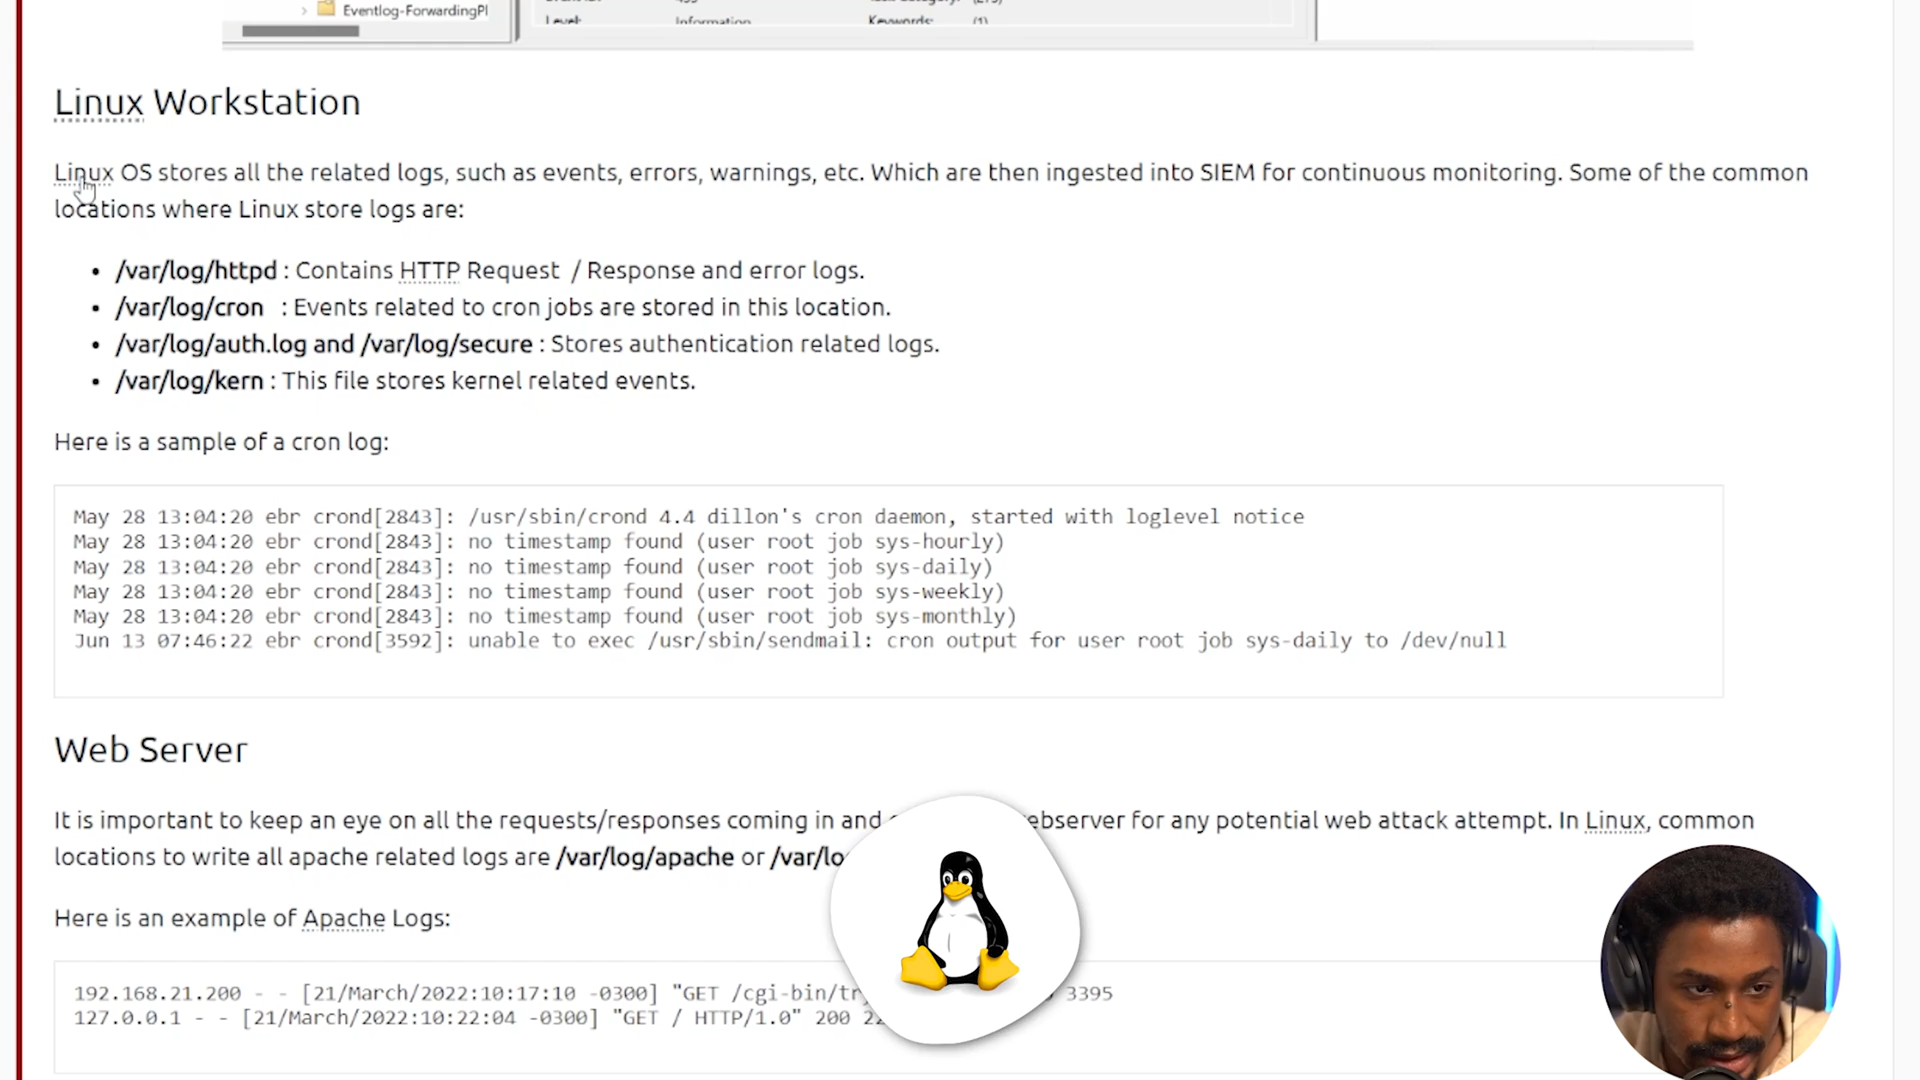 Eventlog-ForwardingPl
Level: Information Keywords: (1)
Linux Workstation
Linux OS stores all the related logs, such as events, errors, warnings, etc. Which are then ingested into SIEM for continuous monitoring. Some of the common
locations where Linux store logs are:
• /var/log/httpd : Contains HTTP Request / Response and error logs.
• /var/log/cron : Events related to cron jobs are stored in this location.
• /var/log/auth.log and /var/log/secure : Stores authentication related logs.
• /var/log/kern : This file stores kernel related events.
Here is a sample of a cron log:
May 28 13:04:20 ebr crond[2843]: /usr/sbin/crond 4.4 dillon's cron daemon, started with loglevel notice
May 28 13:04:20 ebr crond[2843]: no timestamp found (user root job sys-hourly)
May 28 13:04:20 ebr crond[2843]: no timestamp found (user root job sys-daily)
May 28 13:04:20 ebr crond[2843]: no timestamp found (user root job sys-weekly)
May 28 13:04:20 ebr crond[2843]: no timestamp found (user root job sys-monthly)
Jun 13 07:46:22 ebr crond[3592]: unable to exec /usr/sbin/sendmail: cron output for user root job sys-daily to /dev/null
Web Server
It is important to keep an eye on all the requests/responses coming in and ebserver for any potential web attack attempt. In Linux, common
locations to write all apache related logs are /var/log/apache or /var/lo
Here is an example of Apache Logs:
192.168.21.200 - - [21/March/2022:10:17:10 -0300] "GET /cgi-bin/tr 3395
127.0.0.1 - - [21/March/2022:10:22:04 -0300] "GET / HTTP/1.0" 200 22